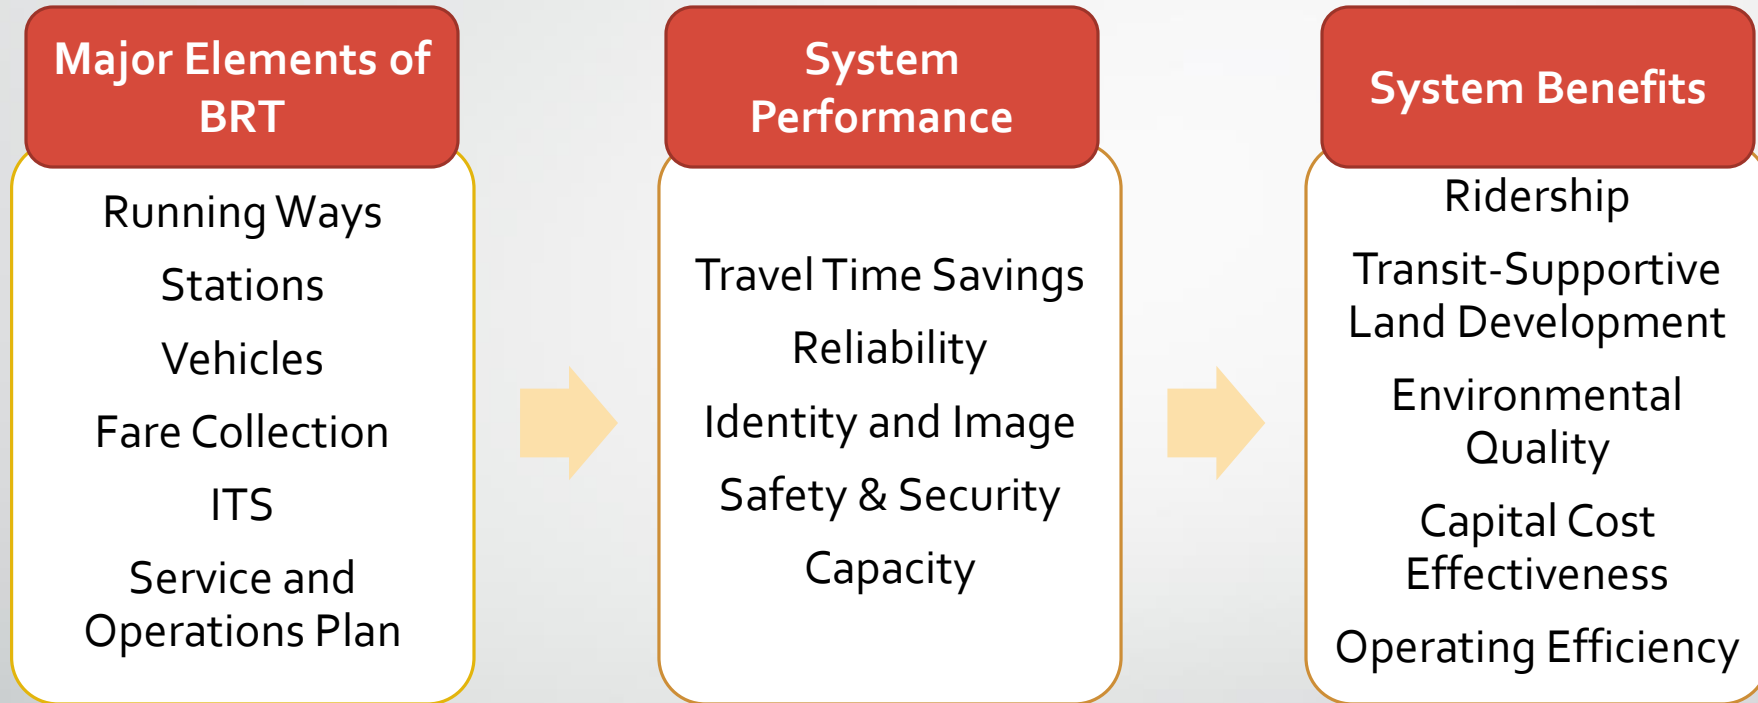 Major Elements of
BRT
Running Ways
Stations
Vehicles
Fare Collection
ITS
Service and
Operations Plan
System
Performance
Travel Time Savings
Reliability
Identity and Image
Safety & Security
Capacity
System Benefits
Ridership
Transit-Supportive
Land Development
Environmental
Quality
Capital Cost
Effectiveness
Operating Efficiency